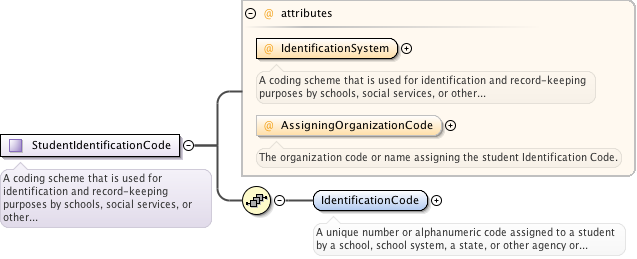 @ attributes
@ IdentificationSystem
A coding scheme that is used for identification and record-keeping
purposes by schools, social services, or other...
@ AssigningOrganizationCode
The organization code or name assigning the student Identification Code.
StudentIdentificationCode
A coding scheme that is used for
identification and record-keeping
purposes by schools, social services, or
other...
IdentificationCode
A unique number or alphanumeric code assigned to a student
by a school, school system, a state, or other agency or...